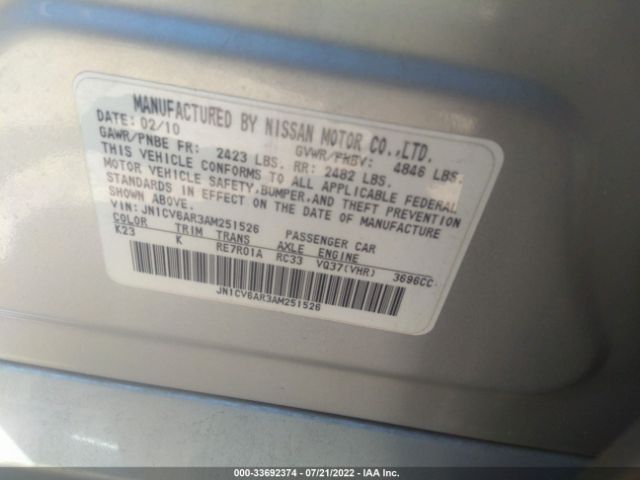 MANUFACTURED BY NISSAN MOTOR CO.,LTD.
DATE: 02/10 GVWR/PNBV: 4846 LBS.
GAWR/PNBE FR: 2423 LBS. RR: 2482 LBS.
THIS VEHICLE CONFORMS TO ALL APPLICABLE FEDERAL
MOTOR VEHICLE SAFETY,BUMPER,AND THEFT PREVENTION
STANDARDS IN EFFECT ON THE DATE OF MANUFACTURE
SHOWN ABOVE.
VIN: JN1CV6AR3AM251526 PASSENGER CAR
COLOR TRIM TRANS AXLE ENGINE
K23 K RE7R01A RC33 VQ37(VHR) 3696CC
JN1CV6AR3AM251526
000-33692374 / 07/21/2022 - IAA Inc.